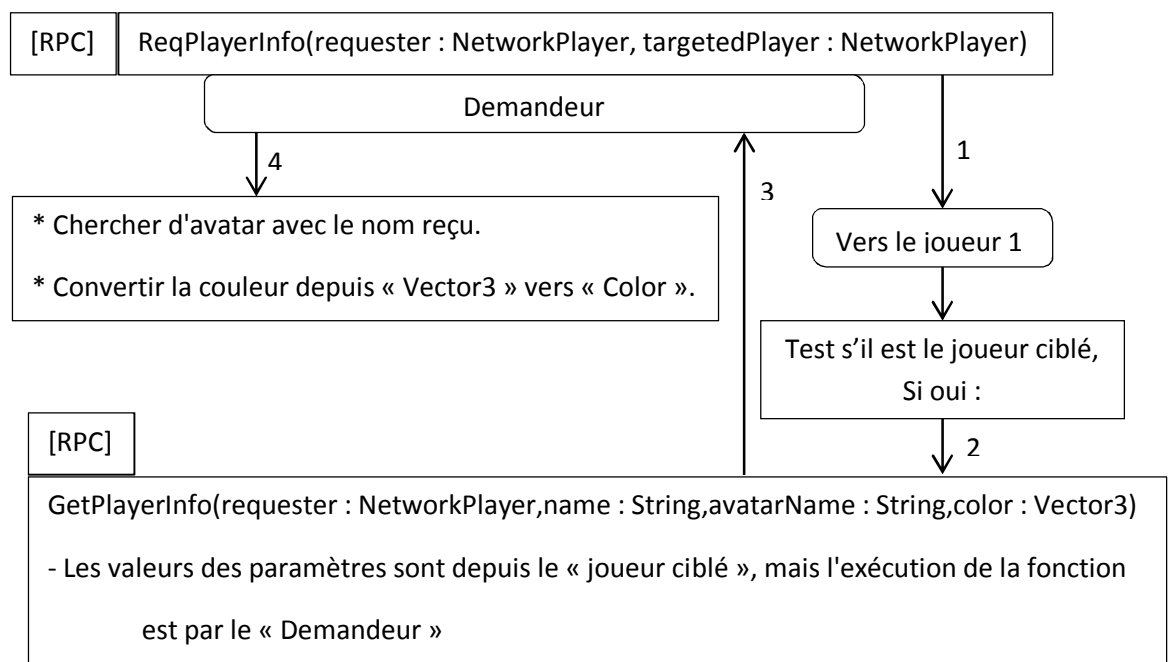 [RPC] ReqPlayerInfo(requester : NetworkPlayer, targetedPlayer : NetworkPlayer)
Demandeur
4
1
3
* Chercher d'avatar avec le nom reçu.
* Convertir la couleur depuis « Vector3 » vers « Color ».
Vers le joueur 1
Test s’il est le joueur ciblé,
Si oui :
2
[RPC]
GetPlayerInfo(requester : NetworkPlayer,name : String,avatarName : String,color : Vector3)
- Les valeurs des paramètres sont depuis le « joueur ciblé », mais l'exécution de la fonction
est par le « Demandeur »